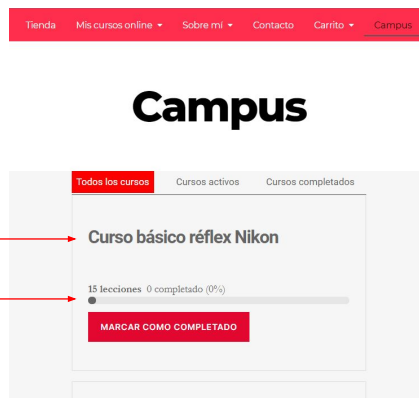 Tienda Mis cursos online Sobre mí Contacto Carrito Campus
Campus
Todos los cursos Cursos activos Cursos completados
Curso básico réflex Nikon
15 lecciones 0 completado (0%)
MARCAR COMO COMPLETADO